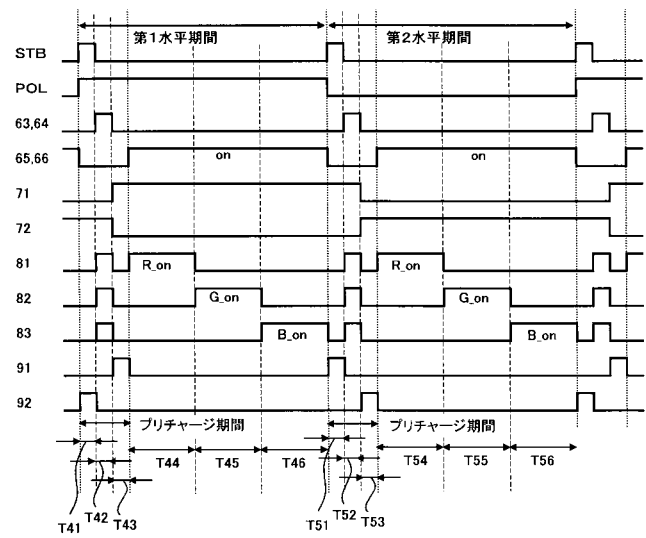 第1水平期間 第2水平期間
STB
POL
63,64
65,66 on on
71
72
81 R_on R_on
82 G_on G_on
83 B_on B_on
91
92
プリチャージ期間 プリチャージ期間
T44 T45 T46 T54 T55 T56
T41 T42 T43 T51 T52 T53